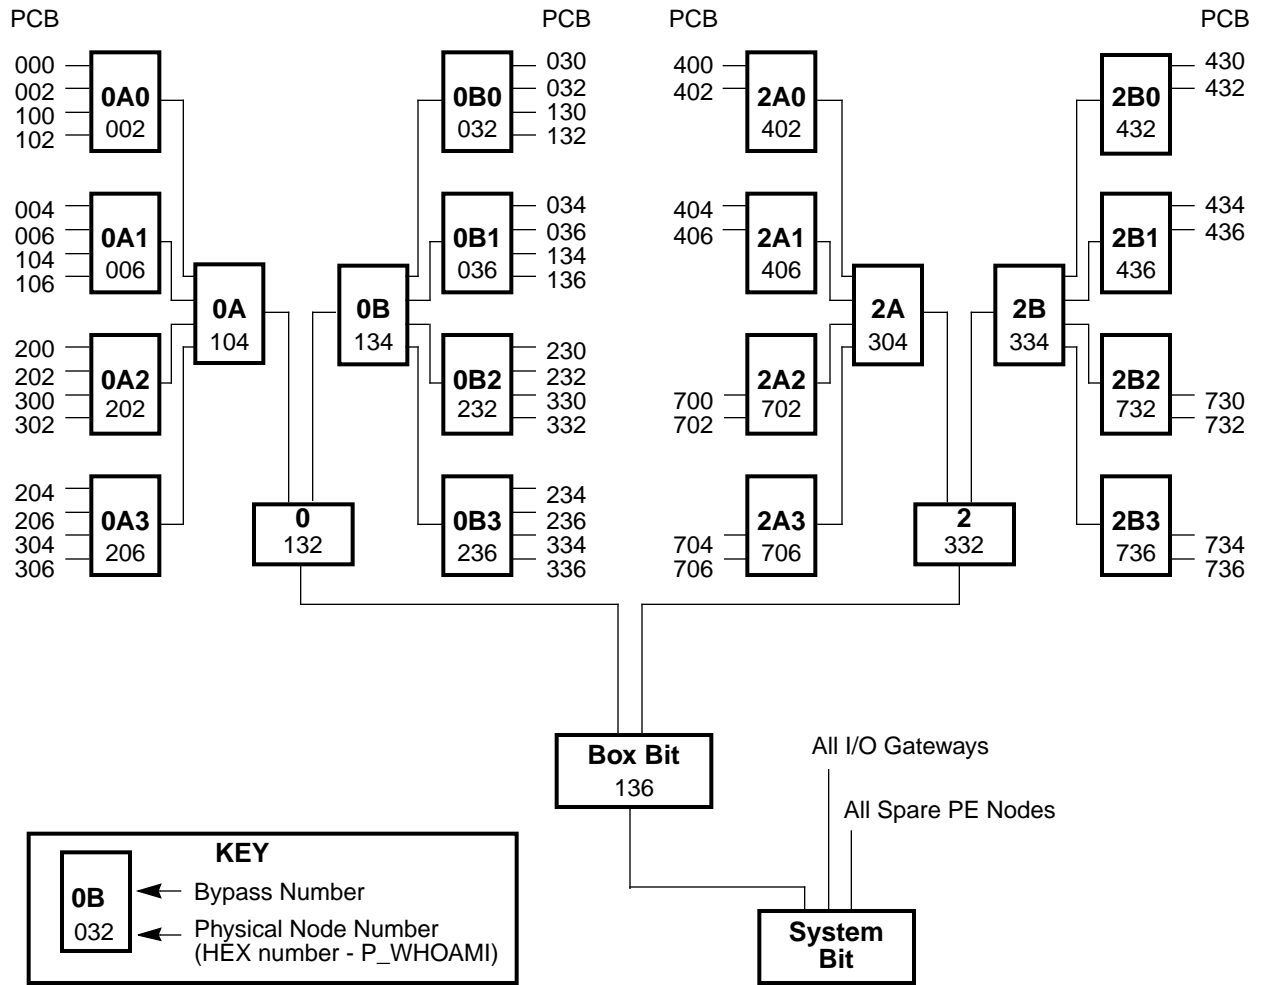 PCB
000
002
100
102
0A0
002
004
006
104
106
0A1
006
200
202
300
302
0A2
202
204
206
304
306
0A3
206
0A
104
0
132
0B
134
PCB
0B0
032
030
032
130
132
0B1
036
034
036
134
136
0B2
232
230
232
330
332
0B3
236
234
236
334
336
PCB
400
402
2A0
402
404
406
2A1
406
700
702
2A2
702
704
706
2A3
706
2A
304
2
332
2B
334
PCB
2B0
432
430
432
2B1
436
434
436
2B2
732
730
732
2B3
736
734
736
Box Bit
136
All I/O Gateways
All Spare PE Nodes
System
Bit
KEY
0B
032
Bypass Number
Physical Node Number
(HEX number - P_WHOAMI)